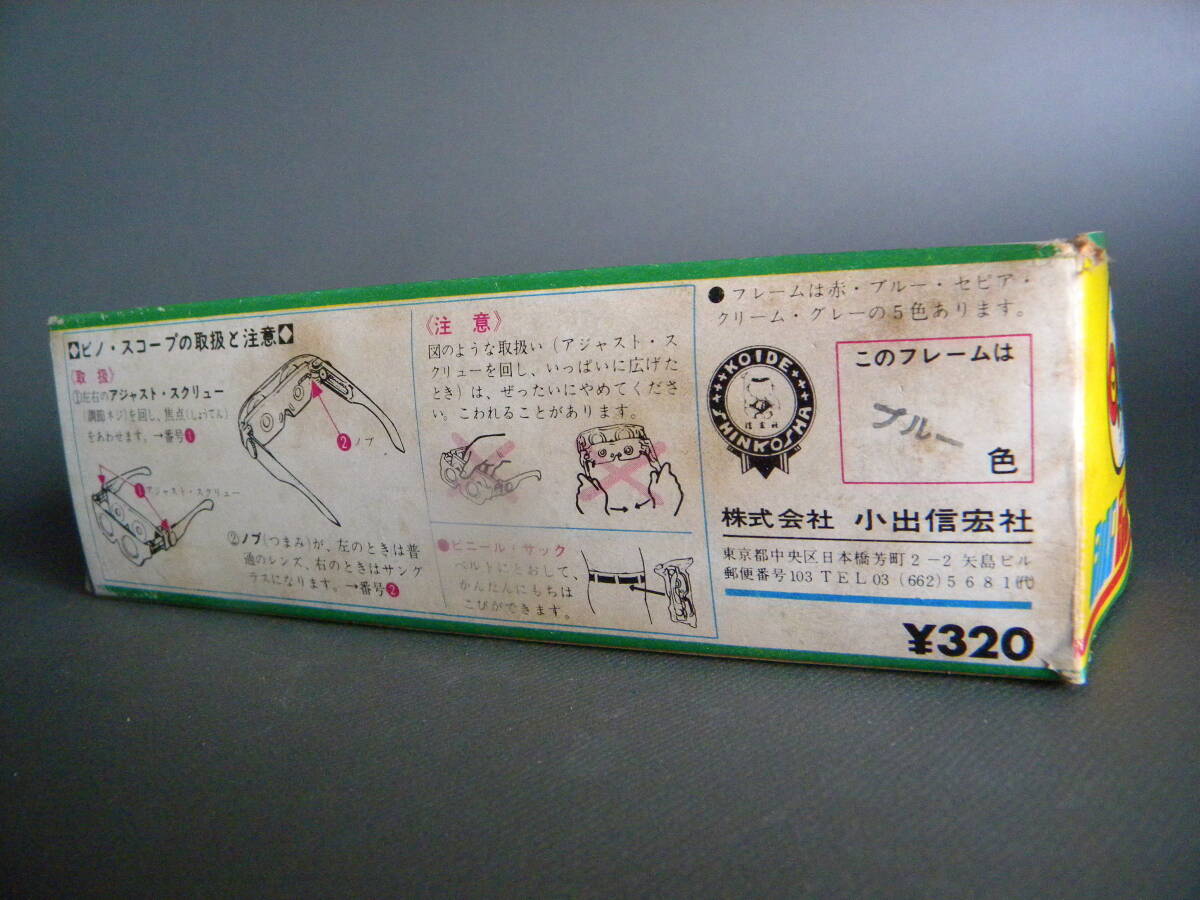 ◆ビノ・スコープの取扱と注意◆
《取扱》
①左右のアジャスト・スクリュー
(調節ネジ)を回し、焦点(しょうてん)
をあわせます。→番号❶
❷ノブ
❶アジャスト・スクリュー
②ノブ(つまみ)が、左のときは普
通のレンズ、右のときはサング
ラスになります。→番号❷
《注意》
図のような取扱い(アジャスト・ス
クリューを回し、いっぱいに広げた
とき)は、ぜったいにやめてくださ
い。こわれることがあります。
●ビニール・サック
ベルトにとおして、
かんたんにもちは
こびができます。
●フレームは赤・ブルー・セピア・
クリーム・グレーの5色あります。
KOIDE
SHINKOSHA
信宏社
このフレームは
ブルー
色
株式会社 小出信宏社
東京都中央区日本橋芳町2-2 矢島ビル
郵便番号103 TEL03(662)5681㈹
¥320